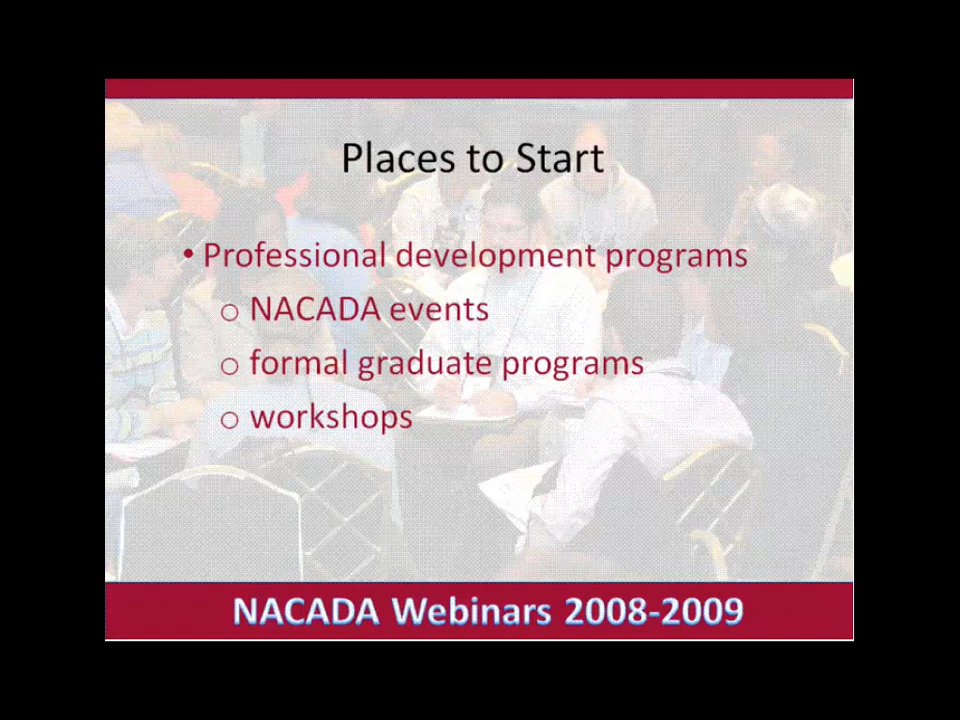 Places to Start
• Professional development programs
o NACADA events
o formal graduate programs
o workshops
NACADA Webinars 2008-2009